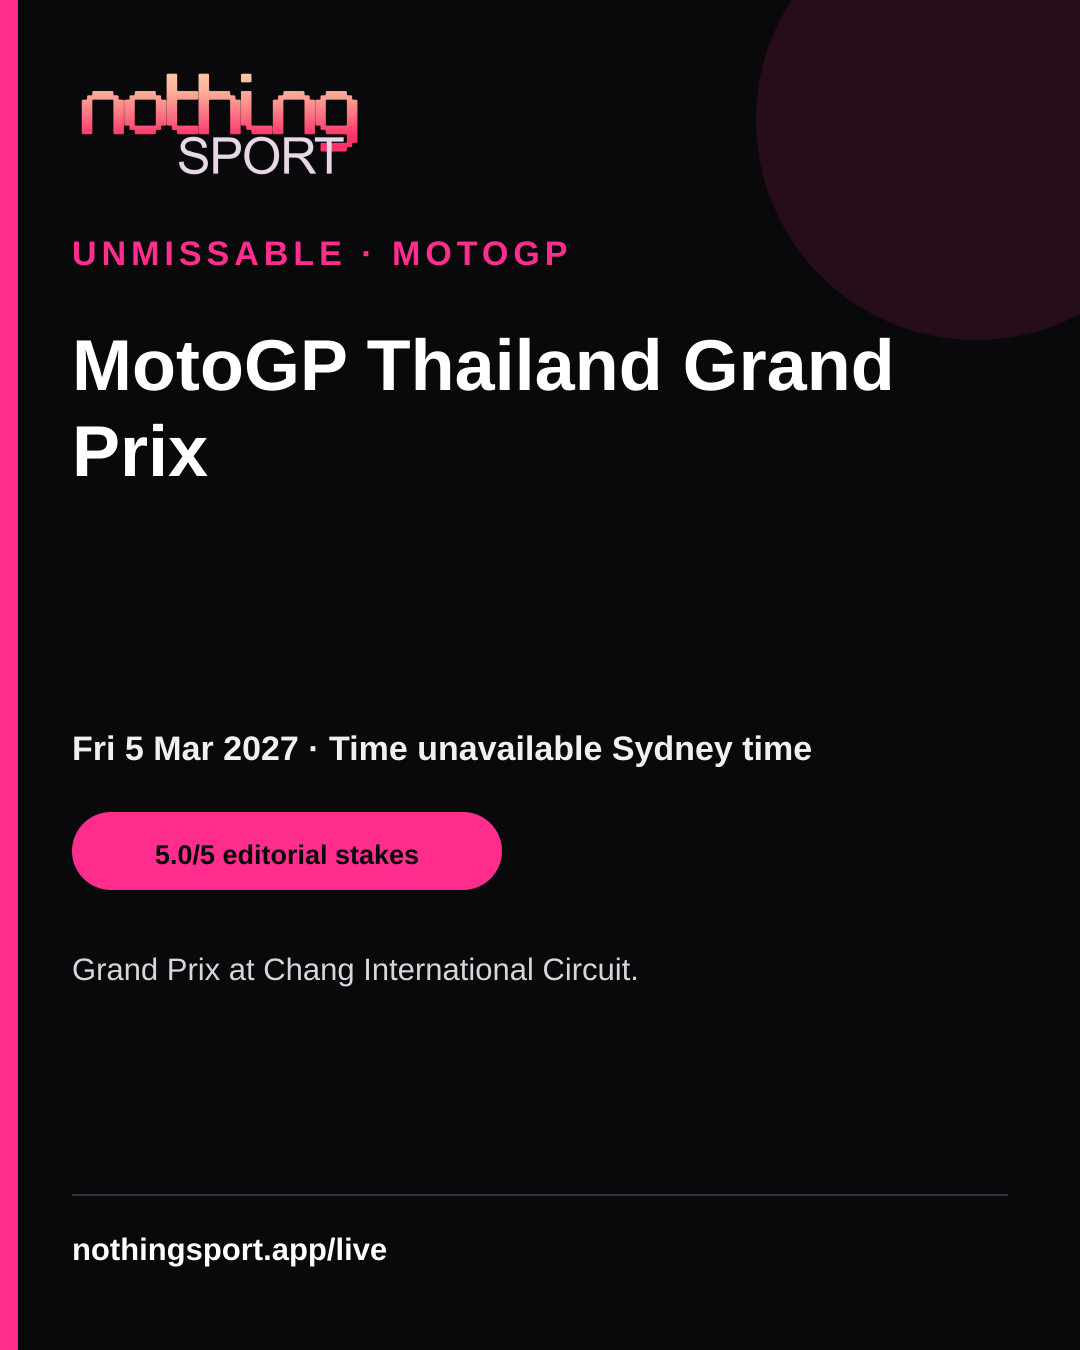 nothing
SPORT
UNMISSABLE · MOTOGP
MotoGP Thailand Grand
Prix
Fri 5 Mar 2027 · Time unavailable Sydney time
5.0/5 editorial stakes
Grand Prix at Chang International Circuit.
nothingsport.app/live